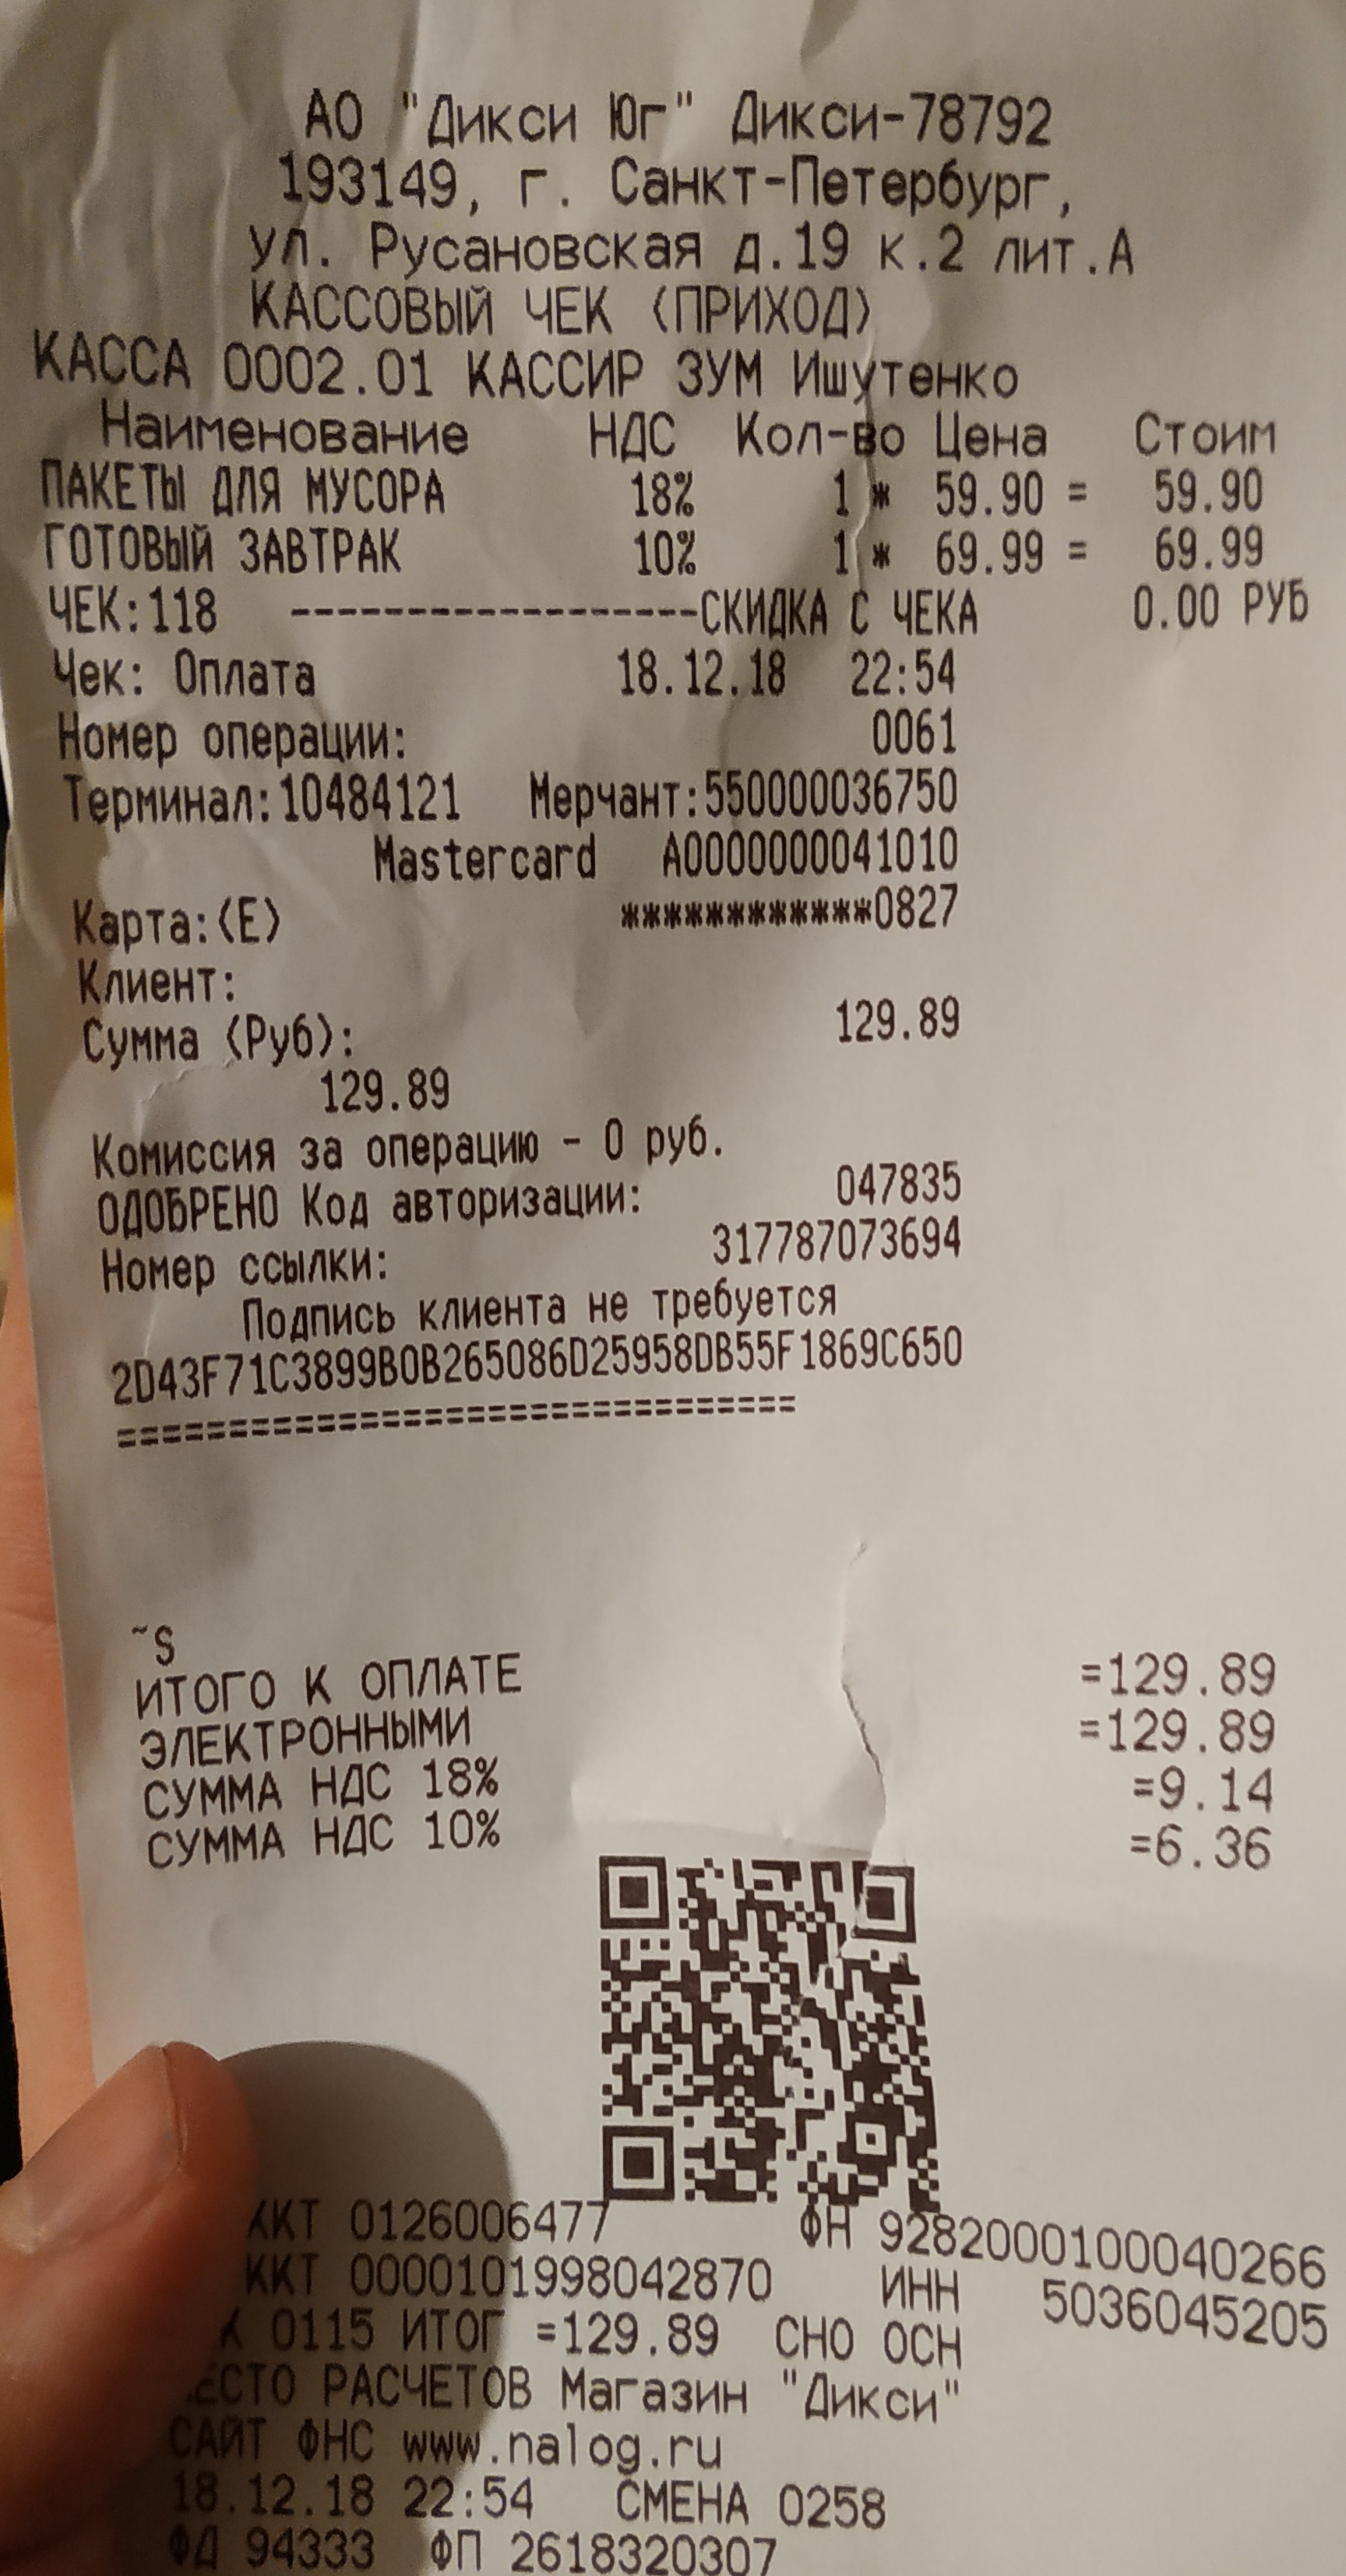 АО "Дикси Юг" Дикси-78792
193149, г. Санкт-Петербург,
ул. Русановская д.19 к.2 лит.А
КАССОВЫЙ ЧЕК (ПРИХОД)
КАССА 0002.01 КАССИР ЗУМ Ишутенко
Наименование НДС Кол-во Цена Стоим
ПАКЕТЫ ДЛЯ МУСОРА 18% 1 * 59.90 = 59.90
ГОТОВЫЙ ЗАВТРАК 10% 1 * 69.99 = 69.99
ЧЕК:118 ------------------СКИДКА С ЧЕКА 0.00 РУБ
Чек: Оплата 18.12.18 22:54
Номер операции: 0061
Терминал:10484121 Мерчант:550000036750
Mastercard A0000000041010
Карта:(Е) ************0827
Клиент:
Сумма (Руб): 129.89
129.89
Комиссия за операцию - 0 руб.
ОДОБРЕНО Код авторизации: 047835
Номер ссылки: 317787073694
Подпись клиента не требуется
2D43F71C3899B0B265086D25958DB55F1869C650
==============================
~S
ИТОГО К ОПЛАТЕ =129.89
ЭЛЕКТРОННЫМИ =129.89
СУММА НДС 18% =9.14
СУММА НДС 10% =6.36
ККТ 0126006477 ФН 9282000100040266
ККТ 0000101998042870 ИНН 5036045205
0115 ИТОГ =129.89 СНО ОСН
РАСЧЕТОВ Магазин "Дикси"
САЙТ ФНС www.nalog.ru
18.12.18 22:54 СМЕНА 0258
ФД 94333 ФП 2618320307